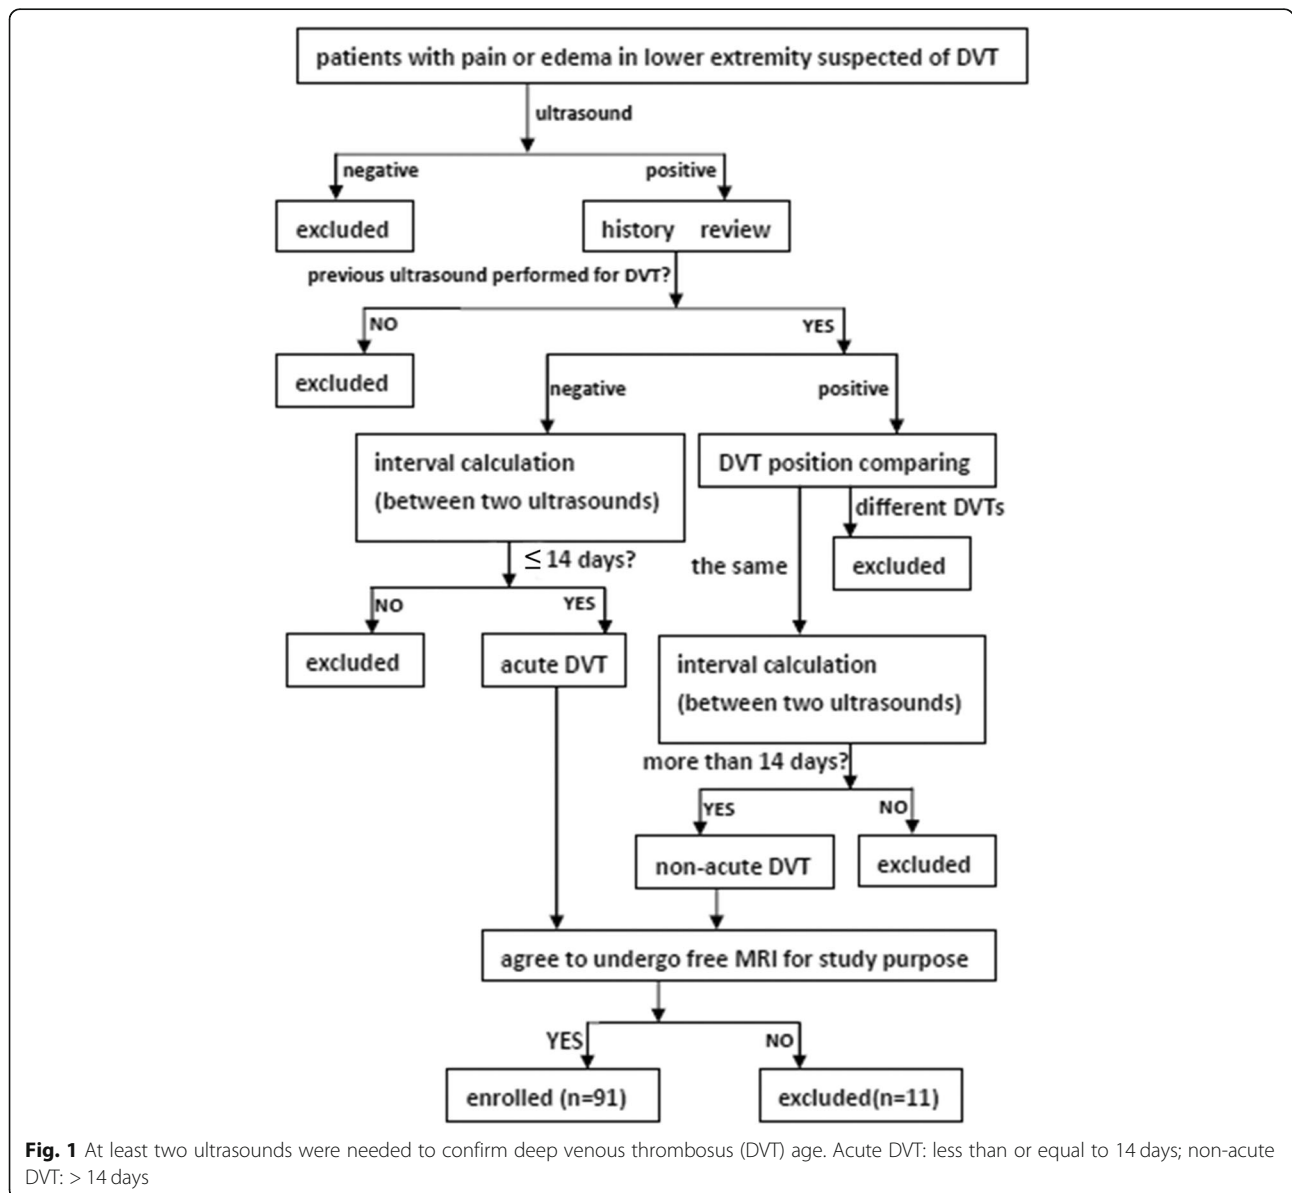 patients with pain or edema in lower extremity suspected of DVT
ultrasound
negative
positive
excluded
history review
previous ultrasound performed for DVT?
NO
YES
excluded
negative
positive
interval calculation
(between two ultrasounds)
DVT position comparing
different DVTs
≤ 14 days?
the same
excluded
NO
YES
excluded
acute DVT
interval calculation
(between two ultrasounds)
more than 14 days?
YES
NO
non-acute DVT
excluded
agree to undergo free MRI for study purpose
YES
NO
enrolled (n=91)
excluded(n=11)
Fig. 1 At least two ultrasounds were needed to confirm deep venous thrombosus (DVT) age. Acute DVT: less than or equal to 14 days; non-acute
DVT: > 14 days